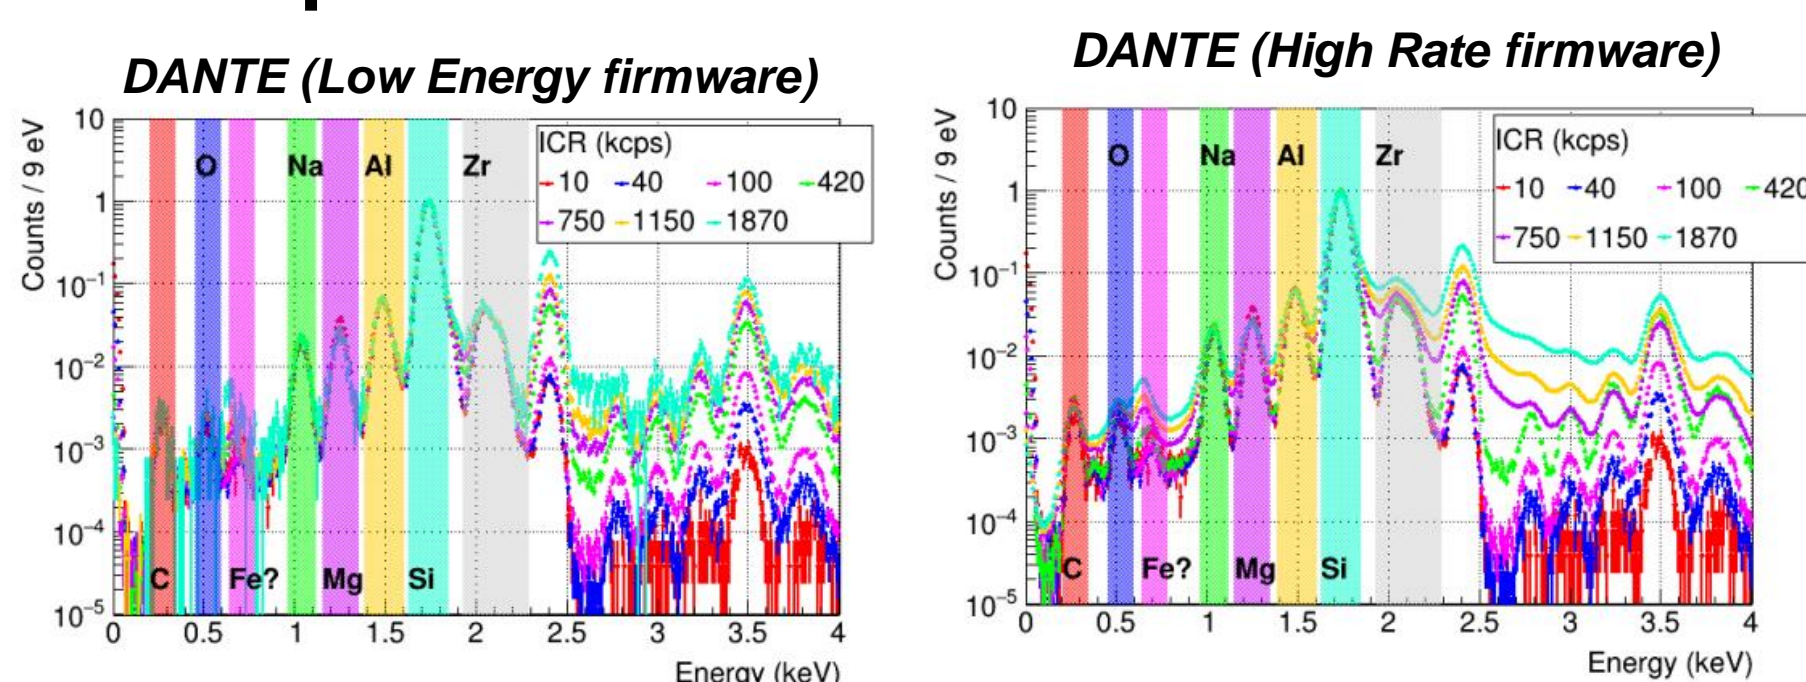 DANTE (Low Energy firmware)
Counts / 9 eV
10
1
10⁻¹
10⁻²
10⁻³
10⁻⁴
10⁻⁵
ICR (kcps)
10 40 100 420
750 1150 1870
O Na Al Zr
C Fe? Mg Si
0 0.5 1 1.5 2 2.5 3 3.5 4
Energy (keV)
DANTE (High Rate firmware)
Counts / 9 eV
10
1
10⁻¹
10⁻²
10⁻³
10⁻⁴
10⁻⁵
ICR (kcps)
10 40 100 420
750 1150 1870
O Na Al Zr
C Fe? Mg Si
0 0.5 1 1.5 2 2.5 3 3.5 4
Energy (keV)